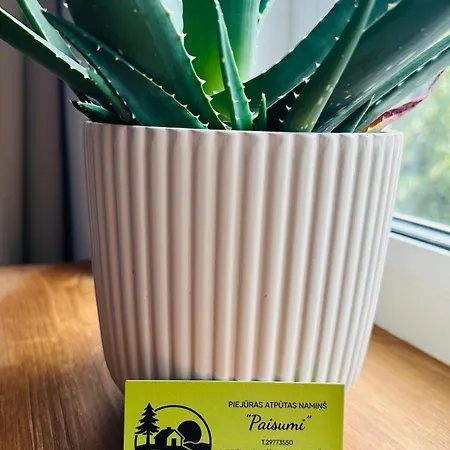 PIEJŪRAS ATPŪTAS NAMIŅŠ
"Paisumi"
T.29773550